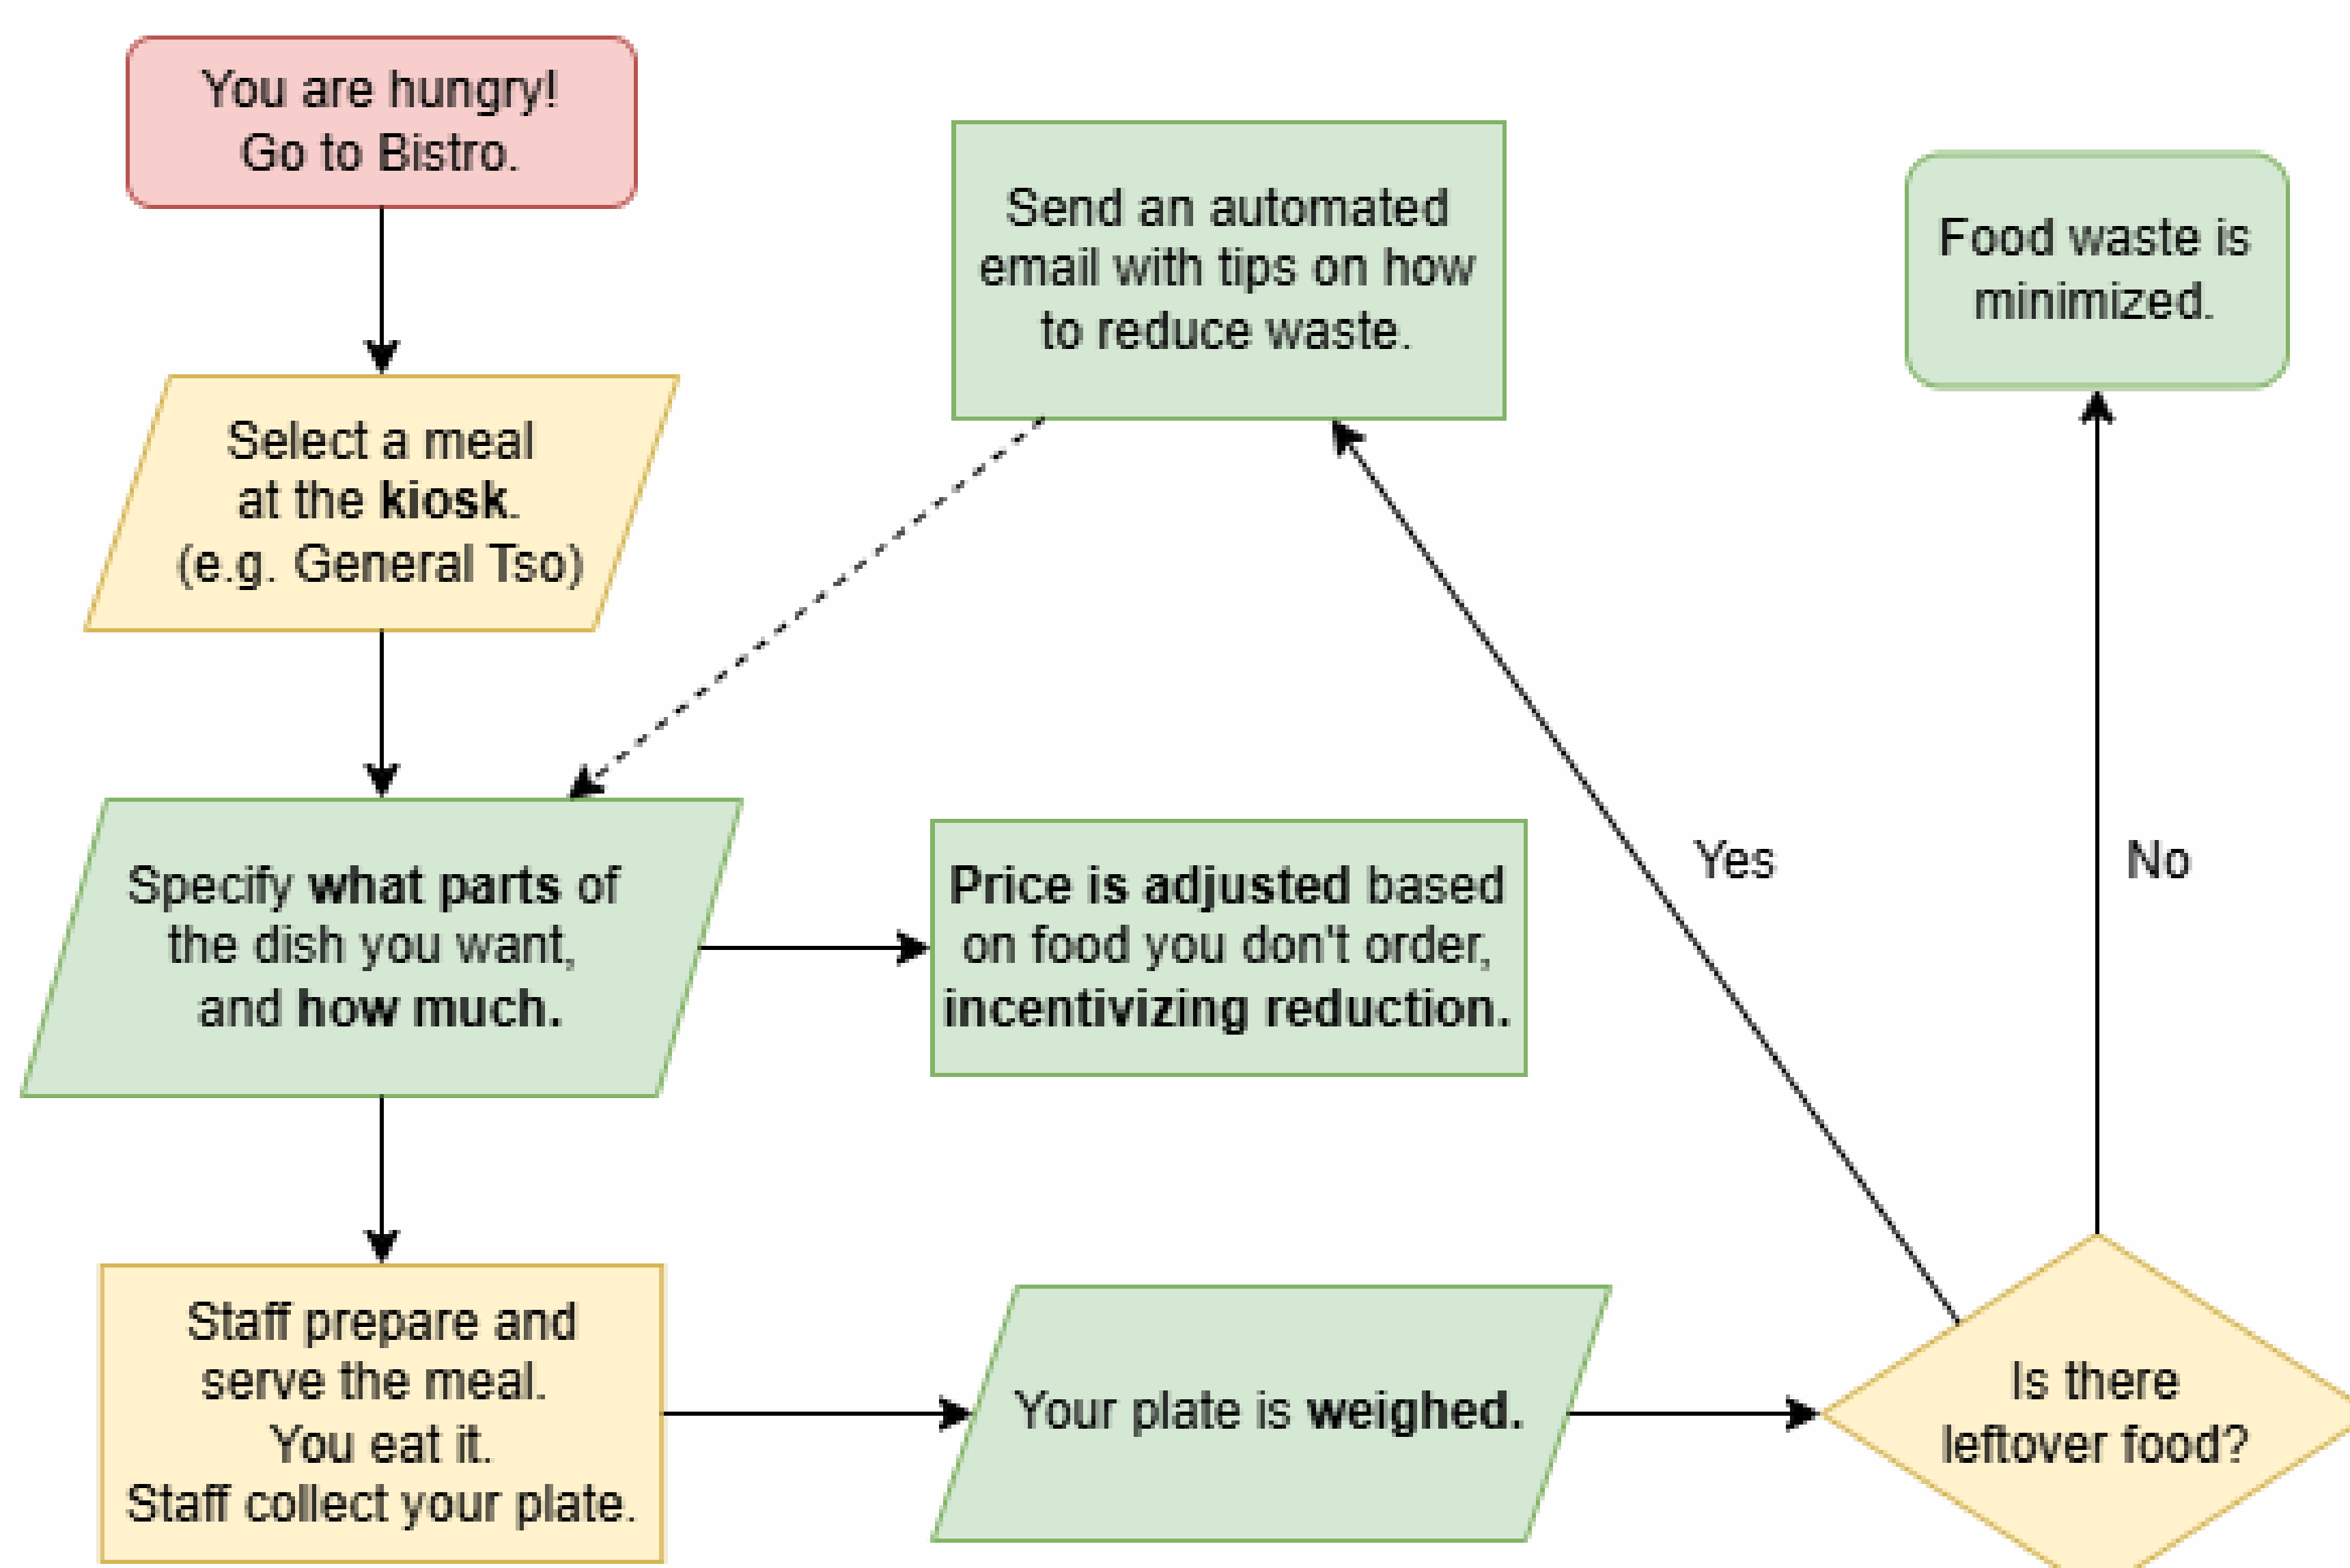 You are hungry!
Go to Bistro.
Select a meal
at the kiosk.
(e.g. General Tso)
Specify what parts of
the dish you want,
and how much.
Price is adjusted based
on food you don't order,
incentivizing reduction.
Staff prepare and
serve the meal.
You eat it.
Staff collect your plate.
Your plate is weighed.
Is there
leftover food?
Yes
Send an automated
email with tips on how
to reduce waste.
No
Food waste is
minimized.